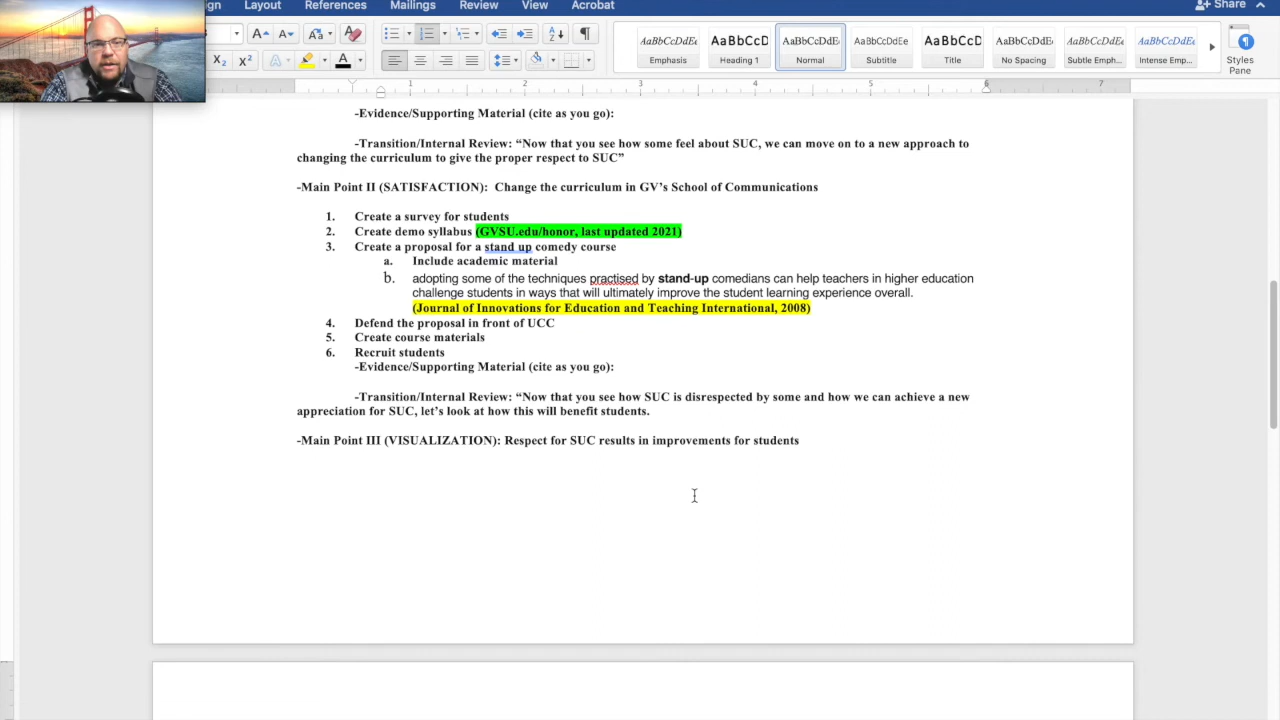 gn Layout References Mailings Review View Acrobat Share
AaBbCcDdEe AaBbCcD AaBbCcDdEe AaBbCcDdEe AaBbCcD AaBbCcDdEe AaBbCcDdEe AaBbCcDdEe
Emphasis Heading 1 Normal Subtitle Title No Spacing Subtle Emph... Intense Emp... Styles
Pane
1 2 3 4 5 6 7
-Evidence/Supporting Material (cite as you go):
-Transition/Internal Review: “Now that you see how some feel about SUC, we can move on to a new approach to
changing the curriculum to give the proper respect to SUC”
-Main Point II (SATISFACTION): Change the curriculum in GV’s School of Communications
1. Create a survey for students
2. Create demo syllabus (GVSU.edu/honor, last updated 2021)
3. Create a proposal for a stand up comedy course
a. Include academic material
b. adopting some of the techniques practised by stand-up comedians can help teachers in higher education
challenge students in ways that will ultimately improve the student learning experience overall.
(Journal of Innovations for Education and Teaching International, 2008)
4. Defend the proposal in front of UCC
5. Create course materials
6. Recruit students
-Evidence/Supporting Material (cite as you go):
-Transition/Internal Review: “Now that you see how SUC is disrespected by some and how we can achieve a new
appreciation for SUC, let’s look at how this will benefit students.
-Main Point III (VISUALIZATION): Respect for SUC results in improvements for students